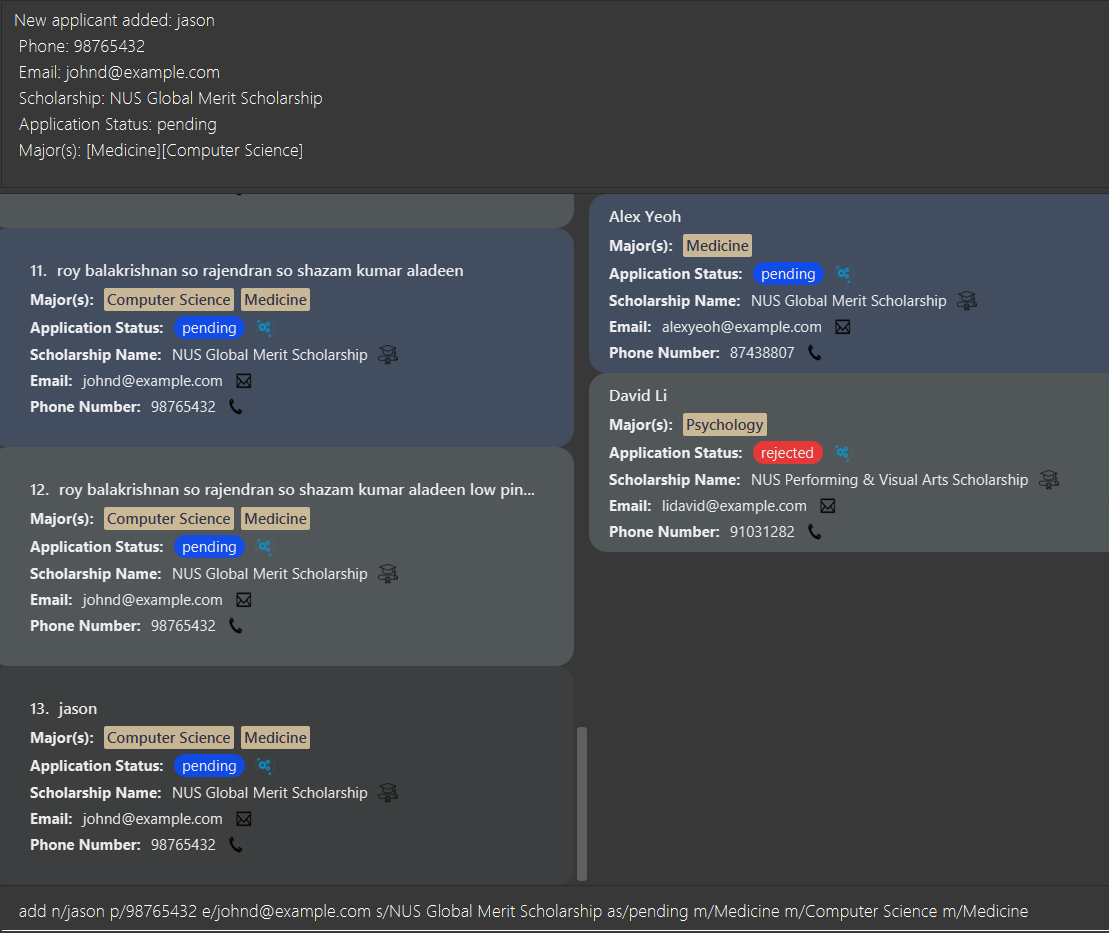 New applicant added: jason
Phone: 98765432
Email: johnd@example.com
Scholarship: NUS Global Merit Scholarship
Application Status: pending
Major(s): [Medicine][Computer Science]
11. roy balakrishnan so rajendran so shazam kumar aladeen
Major(s): Computer Science Medicine
Application Status: pending
Scholarship Name: NUS Global Merit Scholarship
Email: johnd@example.com
Phone Number: 98765432
12. roy balakrishnan so rajendran so shazam kumar aladeen low pin...
Major(s): Computer Science Medicine
Application Status: pending
Scholarship Name: NUS Global Merit Scholarship
Email: johnd@example.com
Phone Number: 98765432
13. jason
Major(s): Computer Science Medicine
Application Status: pending
Scholarship Name: NUS Global Merit Scholarship
Email: johnd@example.com
Phone Number: 98765432
Alex Yeoh
Major(s): Medicine
Application Status: pending
Scholarship Name: NUS Global Merit Scholarship
Email: alexyeoh@example.com
Phone Number: 87438807
David Li
Major(s): Psychology
Application Status: rejected
Scholarship Name: NUS Performing & Visual Arts Scholarship
Email: lidavid@example.com
Phone Number: 91031282
add n/jason p/98765432 e/johnd@example.com s/NUS Global Merit Scholarship as/pending m/Medicine m/Computer Science m/Medicine